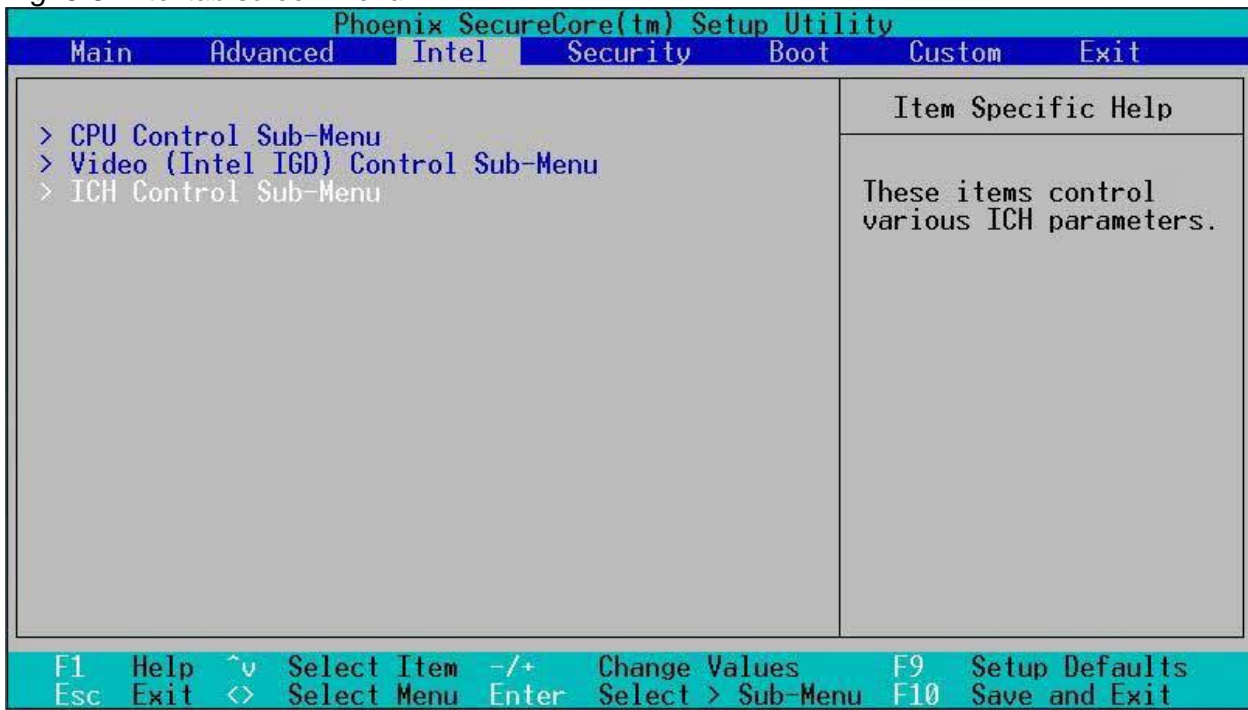 Phoenix SecureCore(tm) Setup Utility
Main Advanced Intel Security Boot Custom Exit
> CPU Control Sub-Menu
> Video (Intel IGD) Control Sub-Menu
> ICH Control Sub-Menu
Item Specific Help
These items control
various ICH parameters.
F1 Help ^v Select Item -/+ Change Values F9 Setup Defaults
Esc Exit <> Select Menu Enter Select > Sub-Menu F10 Save and Exit